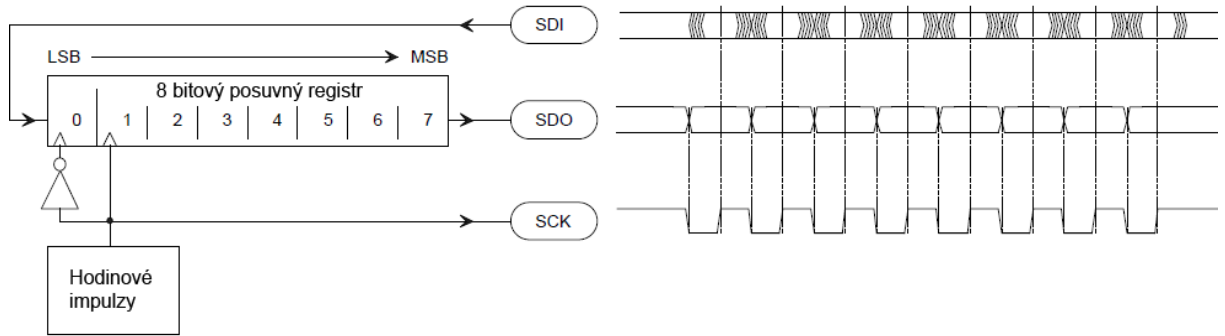 SDI
LSB MSB
8 bitový posuvný registr
0 1 2 3 4 5 6 7
SDO
SCK
Hodinové
impulzy